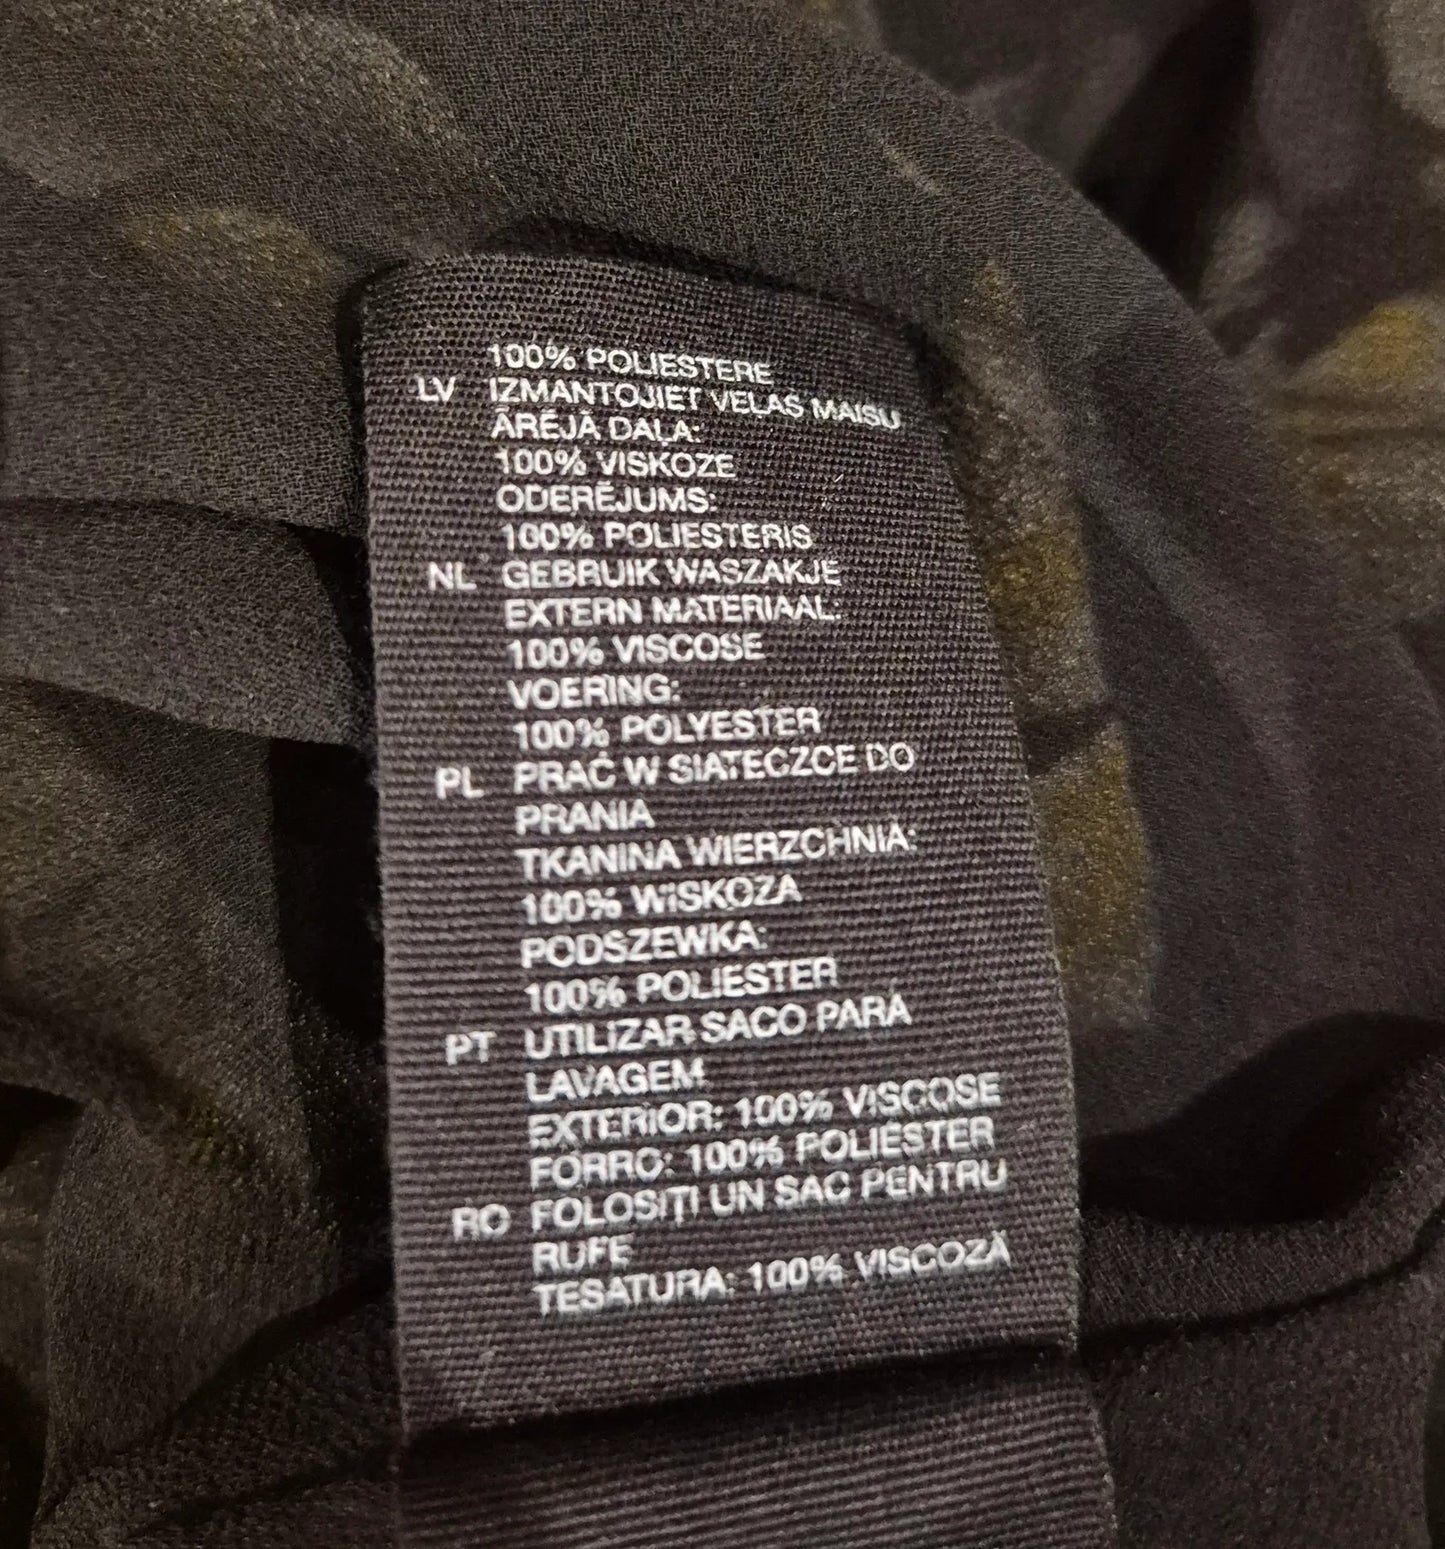 100% POLIESTERE
LV IZMANTOJIET VEĻAS MAISU
ĀRĒJĀ DAĻA:
100% VISKOZE
ODERĒJUMS:
100% POLIESTERIS
NL GEBRUIK WASZAKJE
EXTERN MATERIAAL:
100% VISCOSE
VOERING:
100% POLYESTER
PL PRAĆ W SIATECZCE DO
PRANIA
TKANINA WIERZCHNIA:
100% WISKOZA
PODSZEWKA:
100% POLIESTER
PT UTILIZAR SACO PARA
LAVAGEM
EXTERIOR: 100% VISCOSE
FORRO: 100% POLIÉSTER
RO FOLOSIȚI UN SAC PENTRU
RUFE
TESATURA: 100% VISCOZĂ